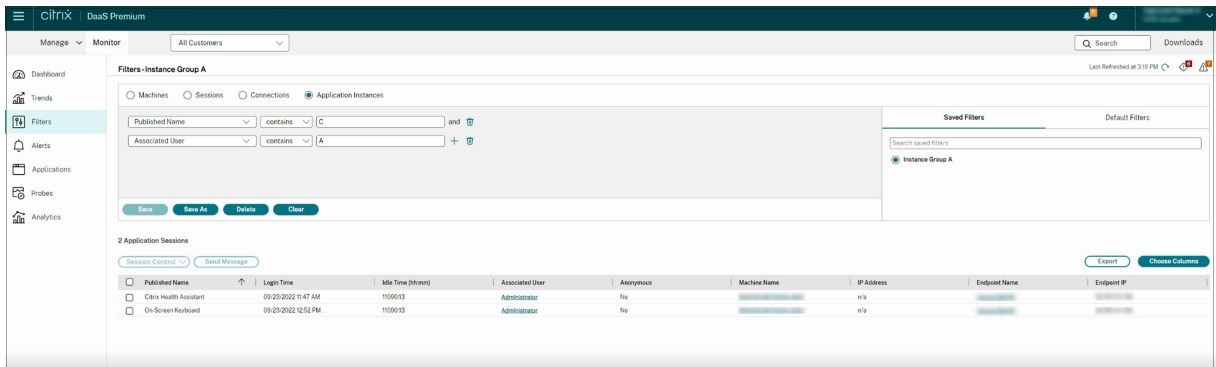 citrix | DaaS Premium
11
?
Manage Monitor All Customers Search Downloads
Dashboard
Trends
Filters
Alerts
Applications
Probes
Analytics
Filters - Instance Group A
Last Refreshed at 3:19 PM
6
7
Machines Sessions Connections Application Instances
Published Name contains C and
Associated User contains A +
Saved Filters Default Filters
Search saved filters
Instance Group A
Save Save As Delete Clear
2 Application Sessions
Session Control Send Message Export Choose Columns
Published Name Login Time Idle Time (hh:mm) Associated User Anonymous Machine Name IP Address Endpoint Name Endpoint IP
Citrix Health Assistant 09/23/2022 11:47 AM 11090:13 Administrator No n/a
On-Screen Keyboard 09/23/2022 12:52 PM 11090:13 Administrator No n/a